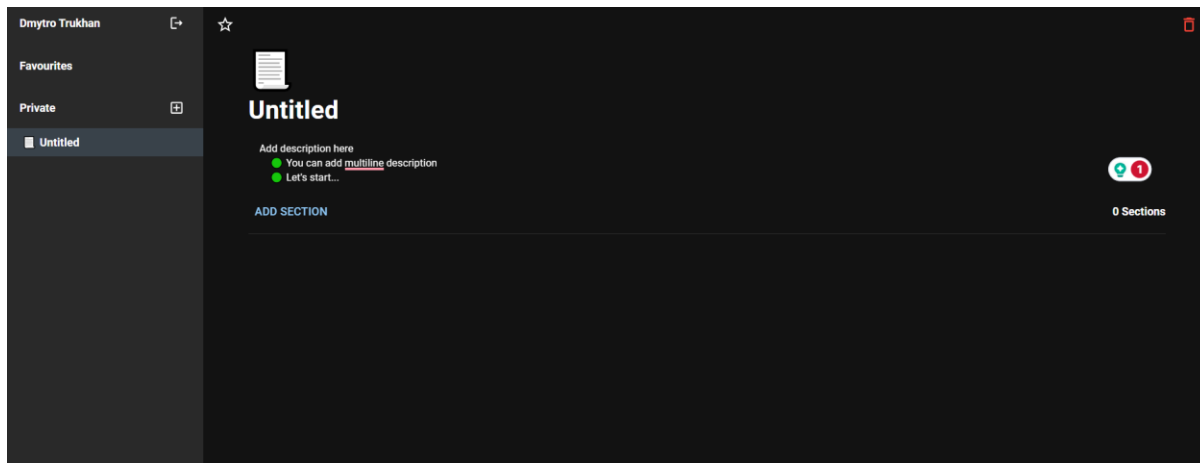 Dmytro Trukhan
Favourites
Private
Untitled
Untitled
Add description here
You can add multiline description
Let's start...
1
ADD SECTION
0 Sections